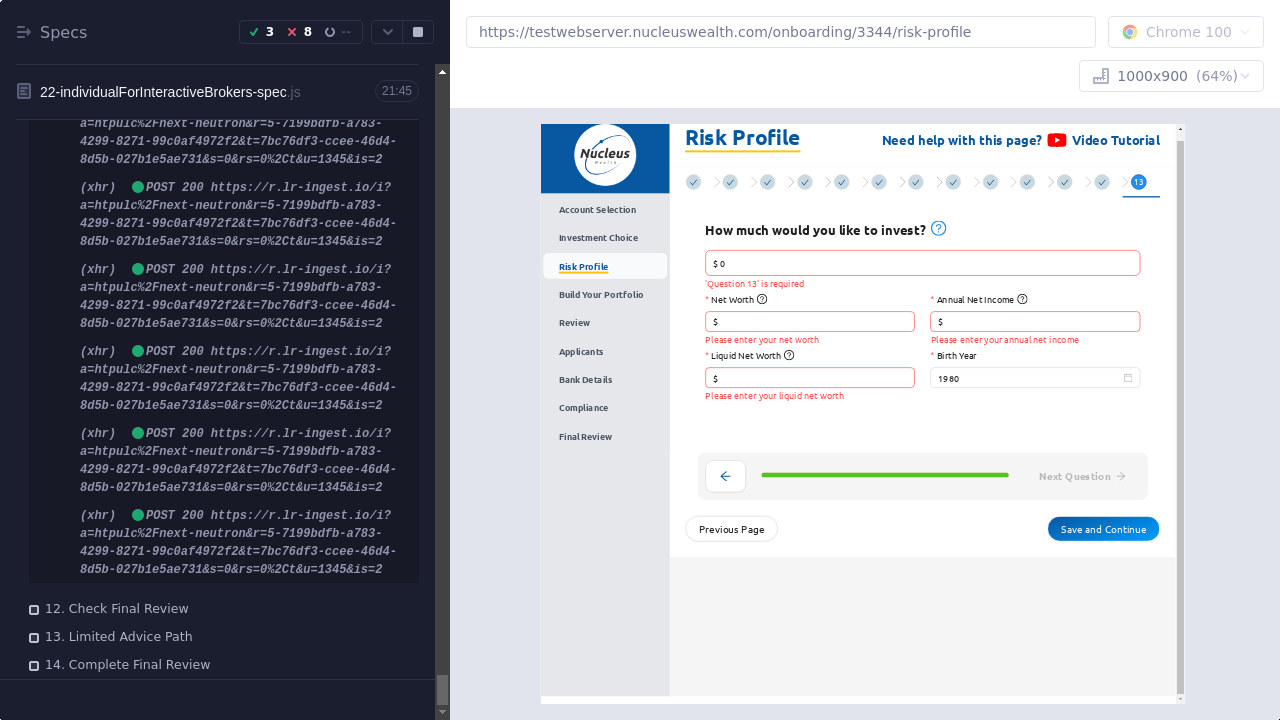 Specs
3
8
--
22-individualForInteractiveBrokers-spec.js
21:45
a=htpulc%2Fnext-neutron&r=5-7199bdfb-a783-
4299-8271-99c0af4972f2&t=7bc76df3-ccee-46d4-
8d5b-027b1e5ae731&s=0&rs=0%2Ct&u=1345&is=2
(xhr) POST 200 https://r.lr-ingest.io/i?
a=htpulc%2Fnext-neutron&r=5-7199bdfb-a783-
4299-8271-99c0af4972f2&t=7bc76df3-ccee-46d4-
8d5b-027b1e5ae731&s=0&rs=0%2Ct&u=1345&is=2
(xhr) POST 200 https://r.lr-ingest.io/i?
a=htpulc%2Fnext-neutron&r=5-7199bdfb-a783-
4299-8271-99c0af4972f2&t=7bc76df3-ccee-46d4-
8d5b-027b1e5ae731&s=0&rs=0%2Ct&u=1345&is=2
(xhr) POST 200 https://r.lr-ingest.io/i?
a=htpulc%2Fnext-neutron&r=5-7199bdfb-a783-
4299-8271-99c0af4972f2&t=7bc76df3-ccee-46d4-
8d5b-027b1e5ae731&s=0&rs=0%2Ct&u=1345&is=2
(xhr) POST 200 https://r.lr-ingest.io/i?
a=htpulc%2Fnext-neutron&r=5-7199bdfb-a783-
4299-8271-99c0af4972f2&t=7bc76df3-ccee-46d4-
8d5b-027b1e5ae731&s=0&rs=0%2Ct&u=1345&is=2
(xhr) POST 200 https://r.lr-ingest.io/i?
a=htpulc%2Fnext-neutron&r=5-7199bdfb-a783-
4299-8271-99c0af4972f2&t=7bc76df3-ccee-46d4-
8d5b-027b1e5ae731&s=0&rs=0%2Ct&u=1345&is=2
12. Check Final Review
13. Limited Advice Path
14. Complete Final Review
https://testwebserver.nucleuswealth.com/onboarding/3344/risk-profile
Chrome 100
1000x900 (64%)
Nucleus
Wealth
Account Selection
Investment Choice
Risk Profile
Build Your Portfolio
Review
Applicants
Bank Details
Compliance
Final Review
Risk Profile
Need help with this page? Video Tutorial
13
How much would you like to invest?
$ 0
'Question 13' is required
* Net Worth
* Annual Net Income
$
$
Please enter your net worth
Please enter your annual net income
* Liquid Net Worth
* Birth Year
$
1980
Please enter your liquid net worth
Next Question
Previous Page
Save and Continue